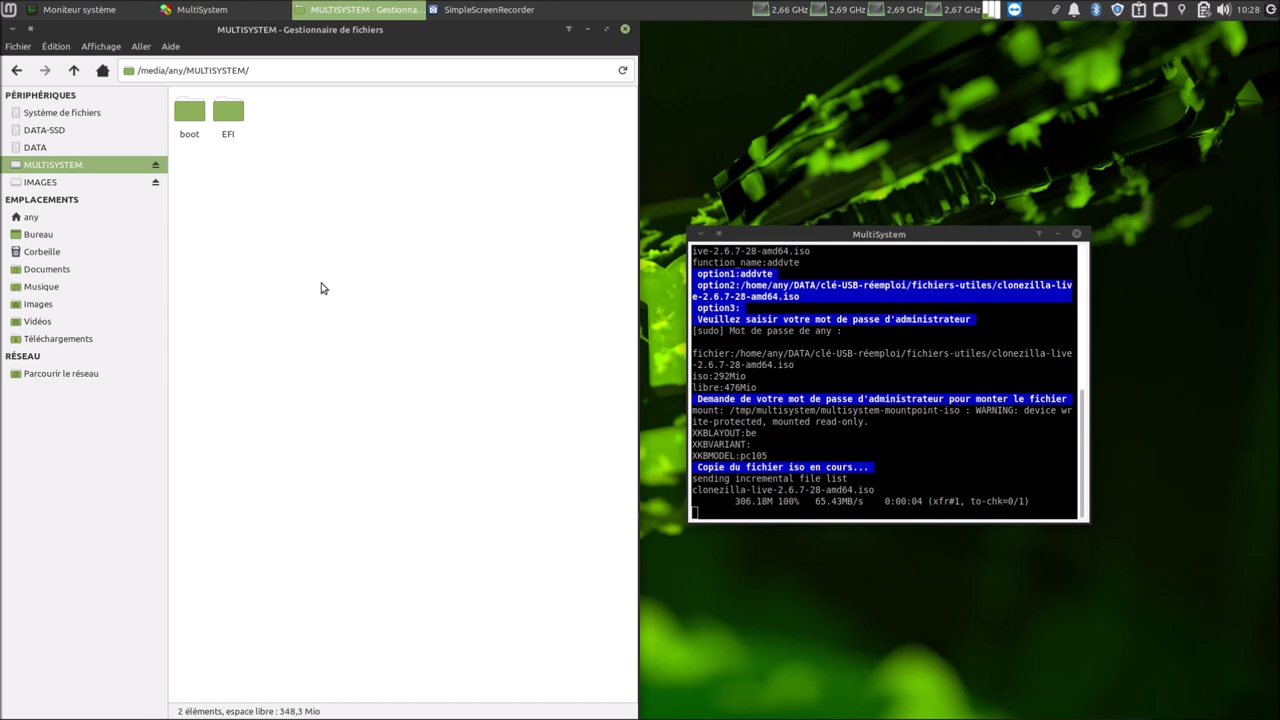 Moniteur système
MultiSystem
MULTISYSTEM - Gestionna...
SimpleScreenRecorder
2,66 GHz
2,69 GHz
2,69 GHz
2,67 GHz
10:28
MULTISYSTEM - Gestionnaire de fichiers
Fichier Édition Affichage Aller Aide
/media/any/MULTISYSTEM/
PÉRIPHÉRIQUES
Système de fichiers
DATA-SSD
DATA
MULTISYSTEM
IMAGES
EMPLACEMENTS
any
Bureau
Corbeille
Documents
Musique
Images
Vidéos
Téléchargements
RÉSEAU
Parcourir le réseau
boot
EFI
2 éléments, espace libre : 348,3 Mio
MultiSystem
ive-2.6.7-28-amd64.iso
function_name:addvte
option1:addvte
option2:/home/any/DATA/clé-USB-réemploi/fichiers-utiles/clonezilla-liv
e-2.6.7-28-amd64.iso
option3:
Veuillez saisir votre mot de passe d'administrateur
[sudo] Mot de passe de any :
fichier:/home/any/DATA/clé-USB-réemploi/fichiers-utiles/clonezilla-live
-2.6.7-28-amd64.iso
iso:292Mio
libre:476Mio
Demande de votre mot de passe d'administrateur pour monter le fichier
mount: /tmp/multisystem/multisystem-mountpoint-iso : WARNING: device wr
ite-protected, mounted read-only.
XKBLAYOUT:be
XKBVARIANT:
XKBMODEL:pc105
Copie du fichier iso en cours...
sending incremental file list
clonezilla-live-2.6.7-28-amd64.iso
306.18M 100% 65.43MB/s 0:00:04 (xfr#1, to-chk=0/1)